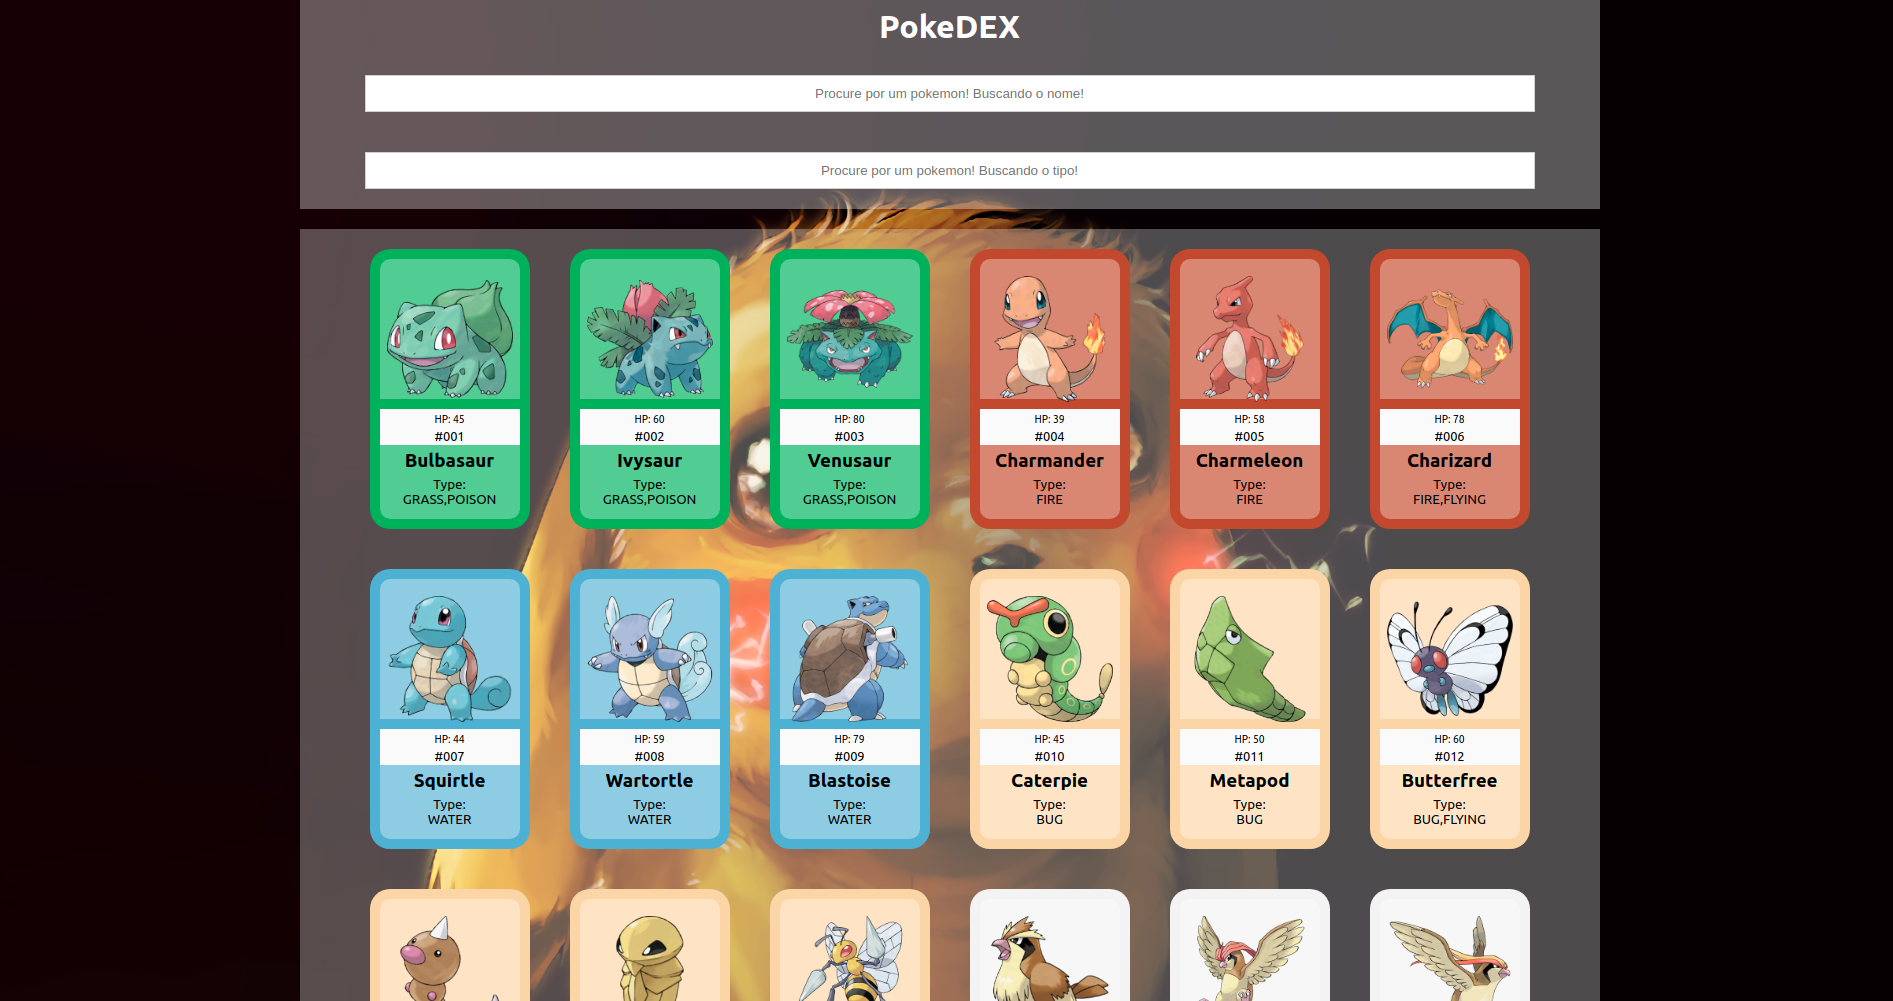 PokeDEX
Procure por um pokemon! Buscando o nome!
Procure por um pokemon! Buscando o tipo!
HP: 45
#001
Bulbasaur
Type:
GRASS,POISON
HP: 60
#002
Ivysaur
Type:
GRASS,POISON
HP: 80
#003
Venusaur
Type:
GRASS,POISON
HP: 39
#004
Charmander
Type:
FIRE
HP: 58
#005
Charmeleon
Type:
FIRE
HP: 78
#006
Charizard
Type:
FIRE,FLYING
HP: 44
#007
Squirtle
Type:
WATER
HP: 59
#008
Wartortle
Type:
WATER
HP: 79
#009
Blastoise
Type:
WATER
HP: 45
#010
Caterpie
Type:
BUG
HP: 50
#011
Metapod
Type:
BUG
HP: 60
#012
Butterfree
Type:
BUG,FLYING